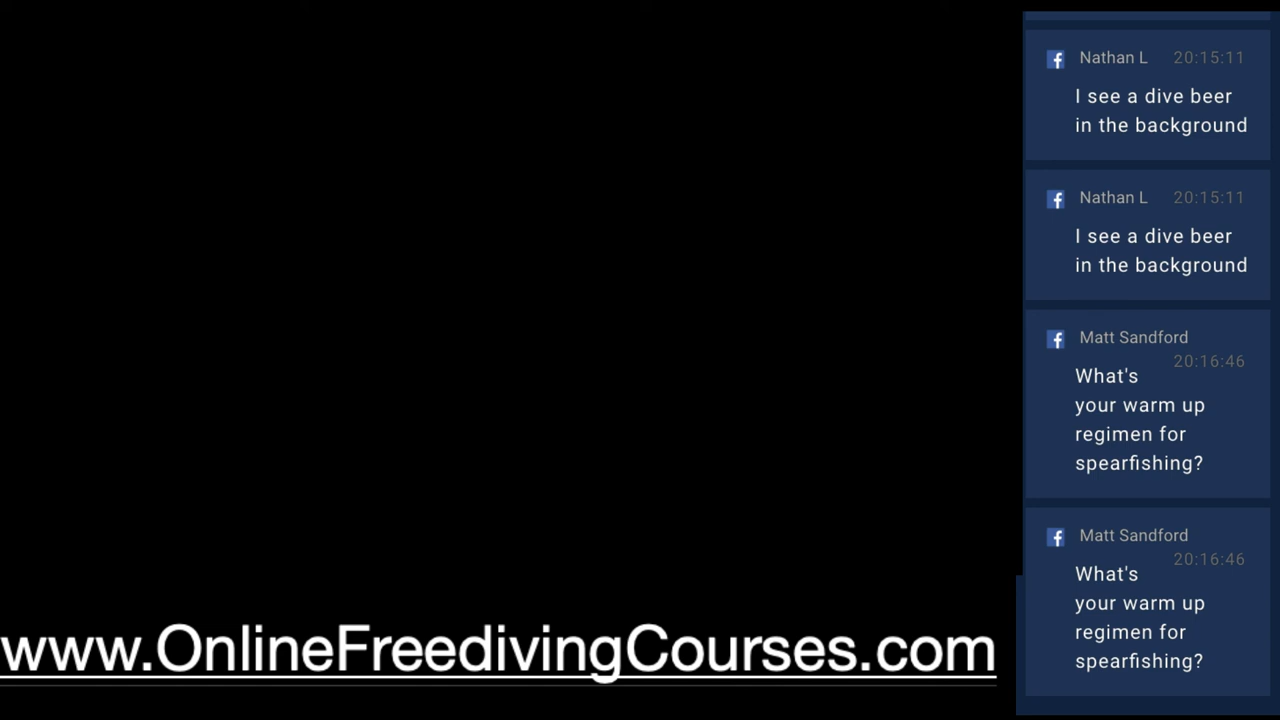 Nathan L 20:15:11
I see a dive beer
in the background
Nathan L 20:15:11
I see a dive beer
in the background
Matt Sandford
20:16:46
What's
your warm up
regimen for
spearfishing?
Matt Sandford
20:16:46
What's
your warm up
regimen for
spearfishing?
www.OnlineFreedivingCourses.com